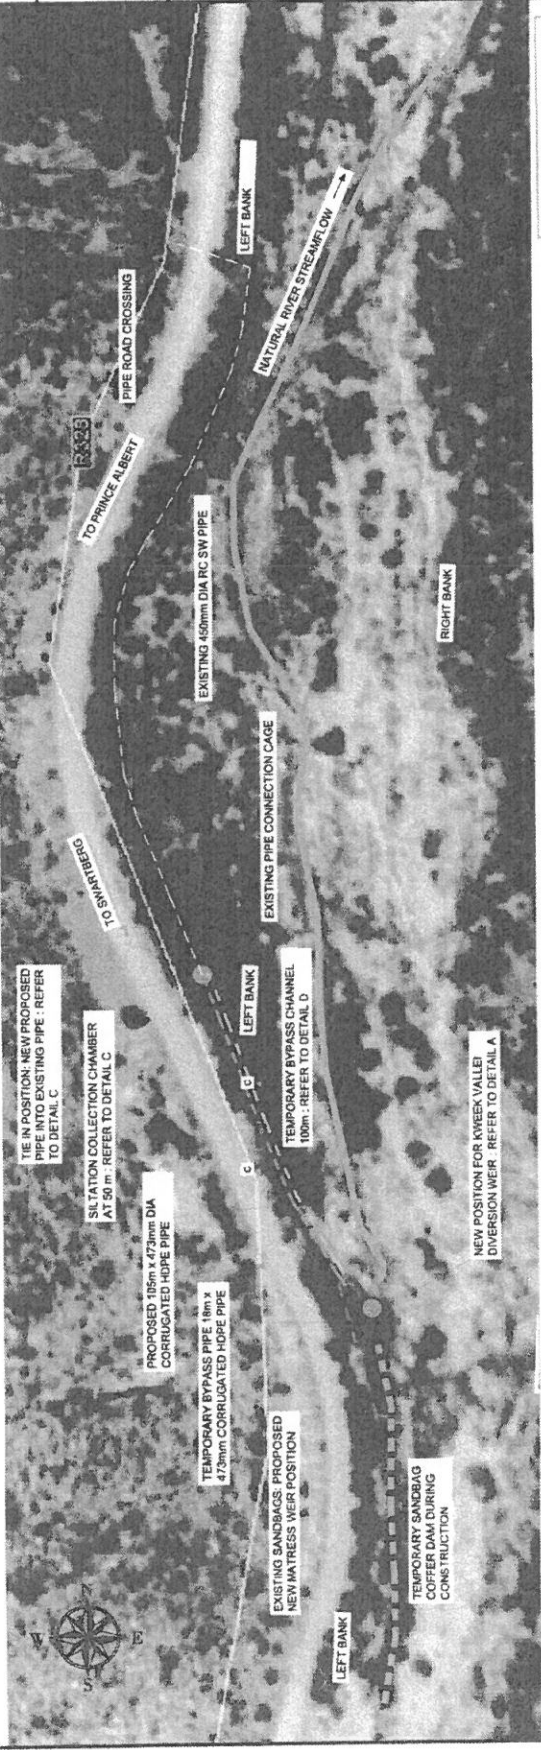 TIE IN POSITION: NEW PROPOSED
PIPE INTO EXISTING PIPE : REFER
TO DETAIL C
SILTATION COLLECTION CHAMBER
AT 50 m : REFER TO DETAIL C
PROPOSED 105m x 473mm DIA
CORRUGATED HDPE PIPE
TEMPORARY BYPASS PIPE 18m x
473mm CORRUGATED HDPE PIPE
EXISTING SANDBAGS: PROPOSED
NEW MATRESS WEIR POSITION
LEFT BANK
TEMPORARY SANDBAG
COFFER DAM DURING
CONSTRUCTION
W
N
E
S
TO SWARTBERG
TO PRINCE ALBERT
R328
PIPE ROAD CROSSING
LEFT BANK
NATURAL RIVER STREAMFLOW
EXISTING 450mm DIA RC SW PIPE
EXISTING PIPE CONNECTION CAGE
LEFT BANK
C
C
TEMPORARY BYPASS CHANNEL
100m : REFER TO DETAIL D
RIGHT BANK
NEW POSITION FOR KWEEK VALLEI
DIVERSION WEIR : REFER TO DETAIL A